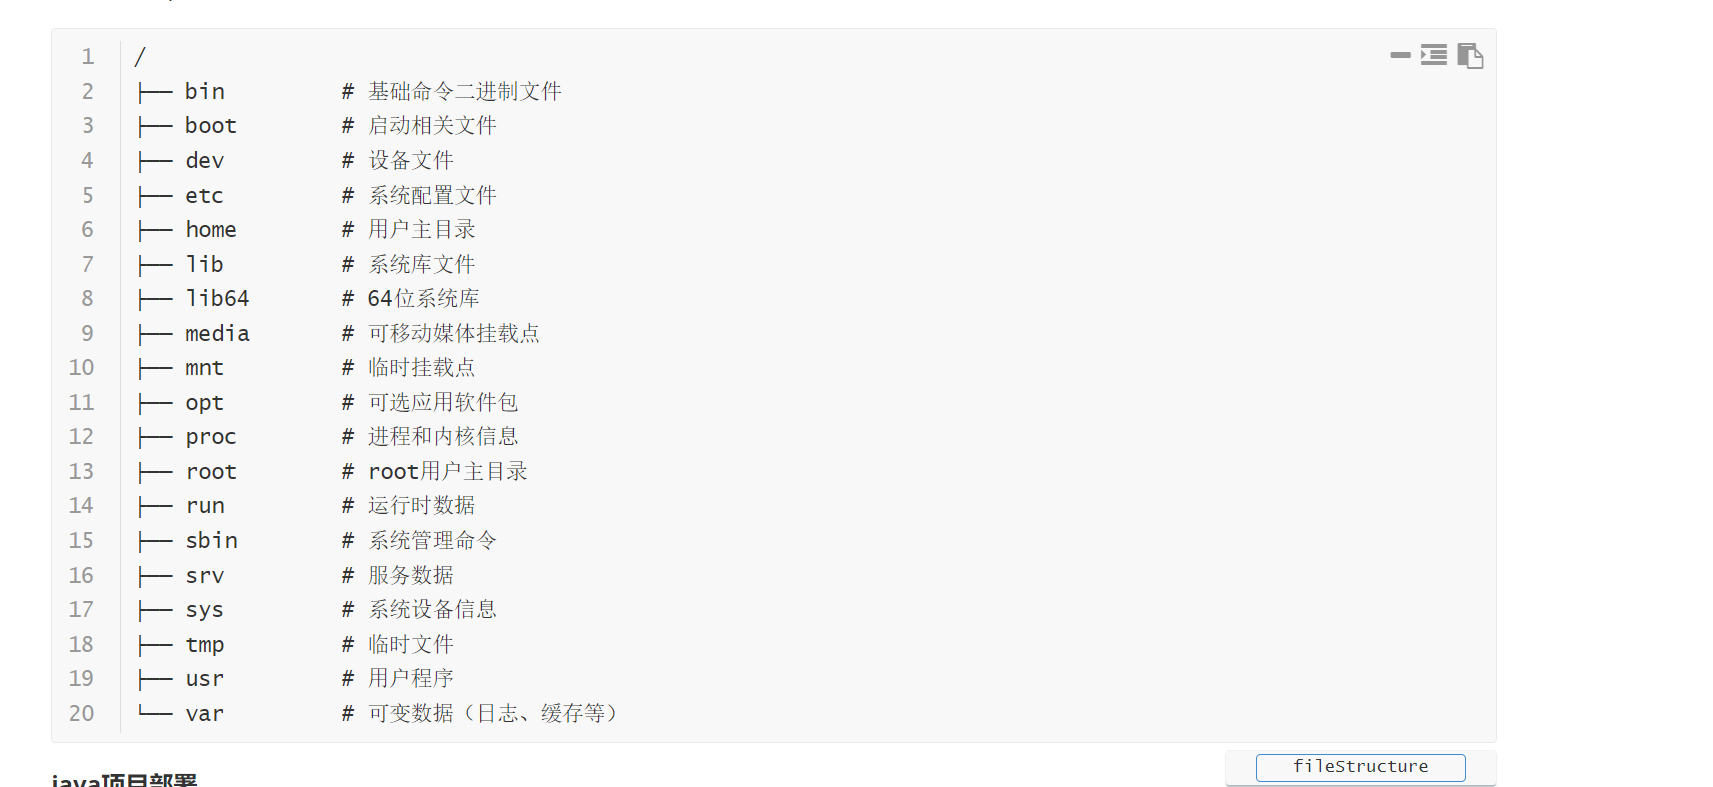 1 /
2 ├── bin # 基础命令二进制文件
3 ├── boot # 启动相关文件
4 ├── dev # 设备文件
5 ├── etc # 系统配置文件
6 ├── home # 用户主目录
7 ├── lib # 系统库文件
8 ├── lib64 # 64位系统库
9 ├── media # 可移动媒体挂载点
10 ├── mnt # 临时挂载点
11 ├── opt # 可选应用软件包
12 ├── proc # 进程和内核信息
13 ├── root # root用户主目录
14 ├── run # 运行时数据
15 ├── sbin # 系统管理命令
16 ├── srv # 服务数据
17 ├── sys # 系统设备信息
18 ├── tmp # 临时文件
19 ├── usr # 用户程序
20 └── var # 可变数据（日志、缓存等）
fileStructure
java项目部署